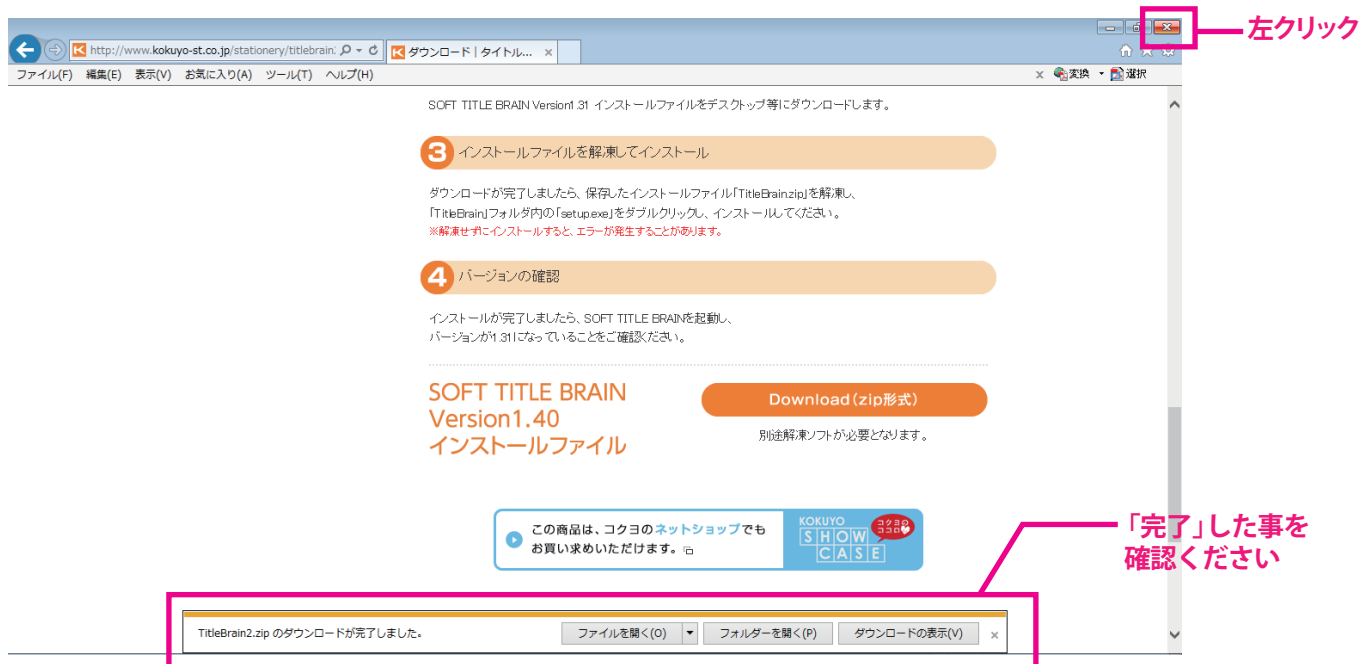 左クリック
http://www.kokuyo-st.co.jp/stationery/titlebrain.
ダウンロード | タイトル...
ファイル(F) 編集(E) 表示(V) お気に入り(A) ツール(T) ヘルプ(H)
x 変換 選択
SOFT TITLE BRAIN Version1.31 インストールファイルをデスクトップ等にダウンロードします。
3 インストールファイルを解凍してインストール
ダウンロードが完了しましたら、保存したインストールファイル「TitleBrain.zip」を解凍し、
「TitleBrain」フォルダ内の「setup.exe」をダブルクリックし、インストールしてください。
※解凍せずにインストールすると、エラーが発生することがあります。
4 バージョンの確認
インストールが完了しましたら、SOFT TITLE BRAINを起動し、
バージョンが1.31になっていることをご確認ください。
SOFT TITLE BRAIN
Version1.40
インストールファイル
Download(zip形式)
別途解凍ソフトが必要となります。
この商品は、コクヨのネットショップでも
お買い求めいただけます。
KOKUYO
SHOW
CASE
コクヨの
ココロ
「完了」した事を
確認ください
TitleBrain2.zip のダウンロードが完了しました。
ファイルを開く(O) フォルダーを開く(P) ダウンロードの表示(V) ×